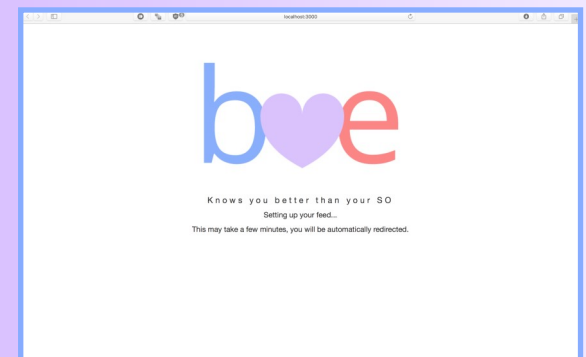 localhost:3000
b e
Knows you better than your SO
Setting up your feed...
This may take a few minutes, you will be automatically redirected.